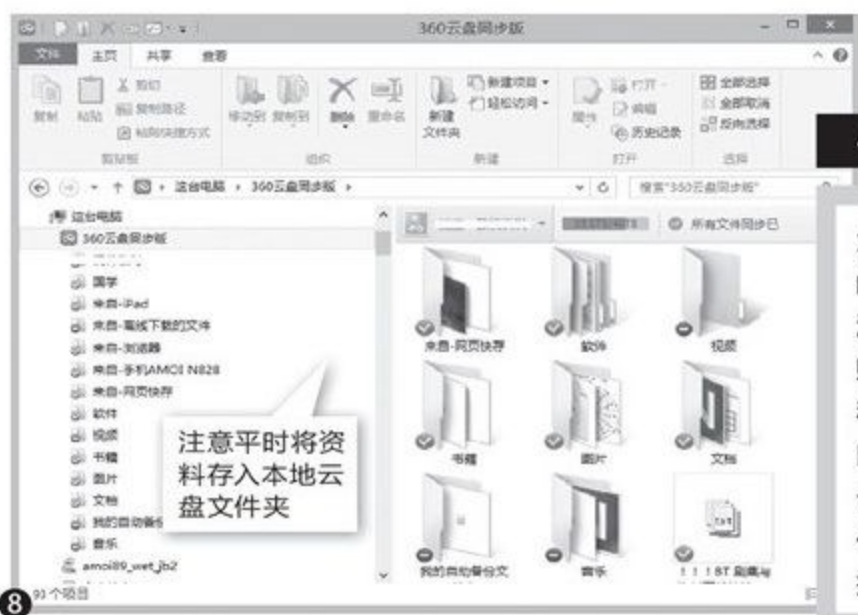 360云盘同步版
文件 主页 共享 查看
复制 粘贴 剪切
复制路径
粘贴快捷方式
移动到 复制到 删除 重命名
新建
文件夹
新建项目
轻松访问
属性
打开
编辑
历史记录
全部选择
全部取消
反向选择
剪贴板 组织 新建 打开 选择
这台电脑 360云盘同步版
搜索"360云盘同步版"
这台电脑
360云盘同步版
所有文件同步已
国学
来自-iPad
来自-离线下载的文件
来自-浏览器
来自-手机AMOI N828
来自-网页快存
软件
视频
书籍
图片
文档
我的自动备份
音乐
amoi89_wet_jb2
来自-网页快存 软件 视频
书籍 图片 文档
我的自动备份文 音乐
TXT
注意平时将资
料存入本地云
盘文件夹
93 个项目
8